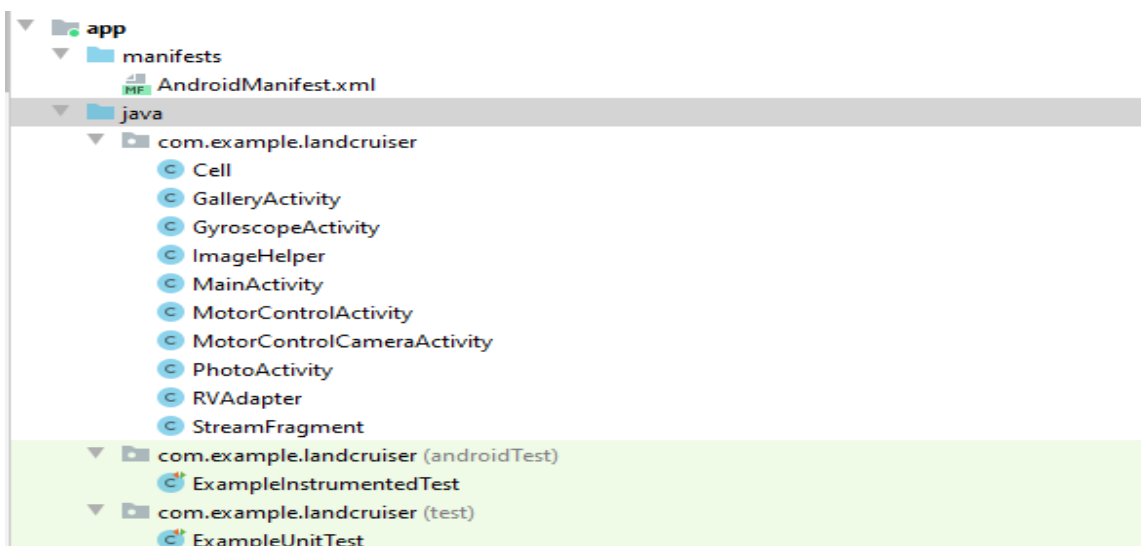 app
manifests
MF AndroidManifest.xml
java
com.example.landcruiser
C Cell
C GalleryActivity
C GyroscopeActivity
C ImageHelper
C MainActivity
C MotorControlActivity
C MotorControlCameraActivity
C PhotoActivity
C RVAdapter
C StreamFragment
com.example.landcruiser (androidTest)
C ExampleInstrumentedTest
com.example.landcruiser (test)
C ExampleUnitTest